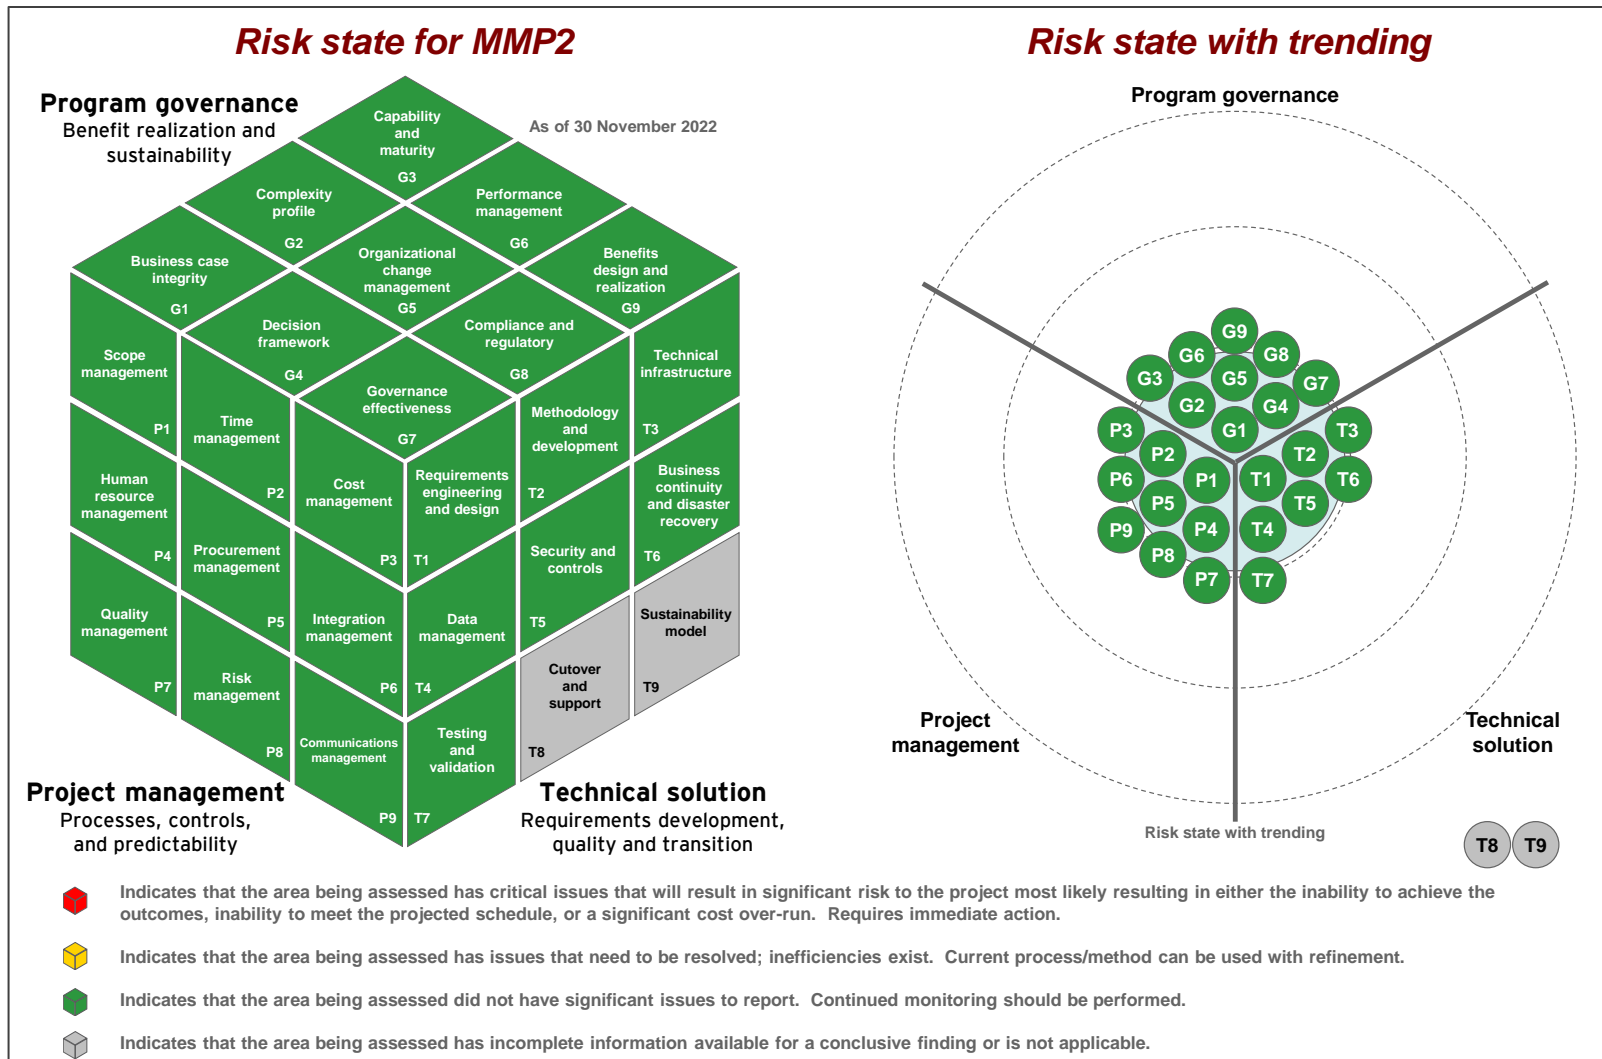 Risk state for MMP2
Program governance
Benefit realization and
sustainability
As of 30 November 2022
Capability
and
maturity
G3
Complexity
profile
G2
Performance
management
G6
Business case
integrity
G1
Organizational
change
management
G5
Benefits
design and
realization
G9
Decision
framework
G4
Compliance and
regulatory
G8
Governance
effectiveness
G7
Scope
management
P1
Time
management
P2
Cost
management
P3
Human
resource
management
P4
Procurement
management
P5
Integration
management
P6
Quality
management
P7
Risk
management
P8
Communications
management
P9
Requirements
engineering
and design
T1
Methodology
and
development
T2
Technical
infrastructure
T3
Data
management
T4
Security and
controls
T5
Business
continuity
and disaster
recovery
T6
Testing
and
validation
T7
Cutover
and
support
T8
Sustainability
model
T9
Project management
Processes, controls,
and predictability
Technical solution
Requirements development,
quality and transition
Risk state with trending
Program governance
G9
G6
G8
G3
G5
G7
G2
G4
G1
P3
P2
P1
P6
P5
P4
P9
P8
P7
T3
T2
T1
T6
T5
T4
T7
Project
management
Technical
solution
Risk state with trending
T8
T9
Indicates that the area being assessed has critical issues that will result in significant risk to the project most likely resulting in either the inability to achieve the
outcomes, inability to meet the projected schedule, or a significant cost over-run. Requires immediate action.
Indicates that the area being assessed has issues that need to be resolved; inefficiencies exist. Current process/method can be used with refinement.
Indicates that the area being assessed did not have significant issues to report. Continued monitoring should be performed.
Indicates that the area being assessed has incomplete information available for a conclusive finding or is not applicable.